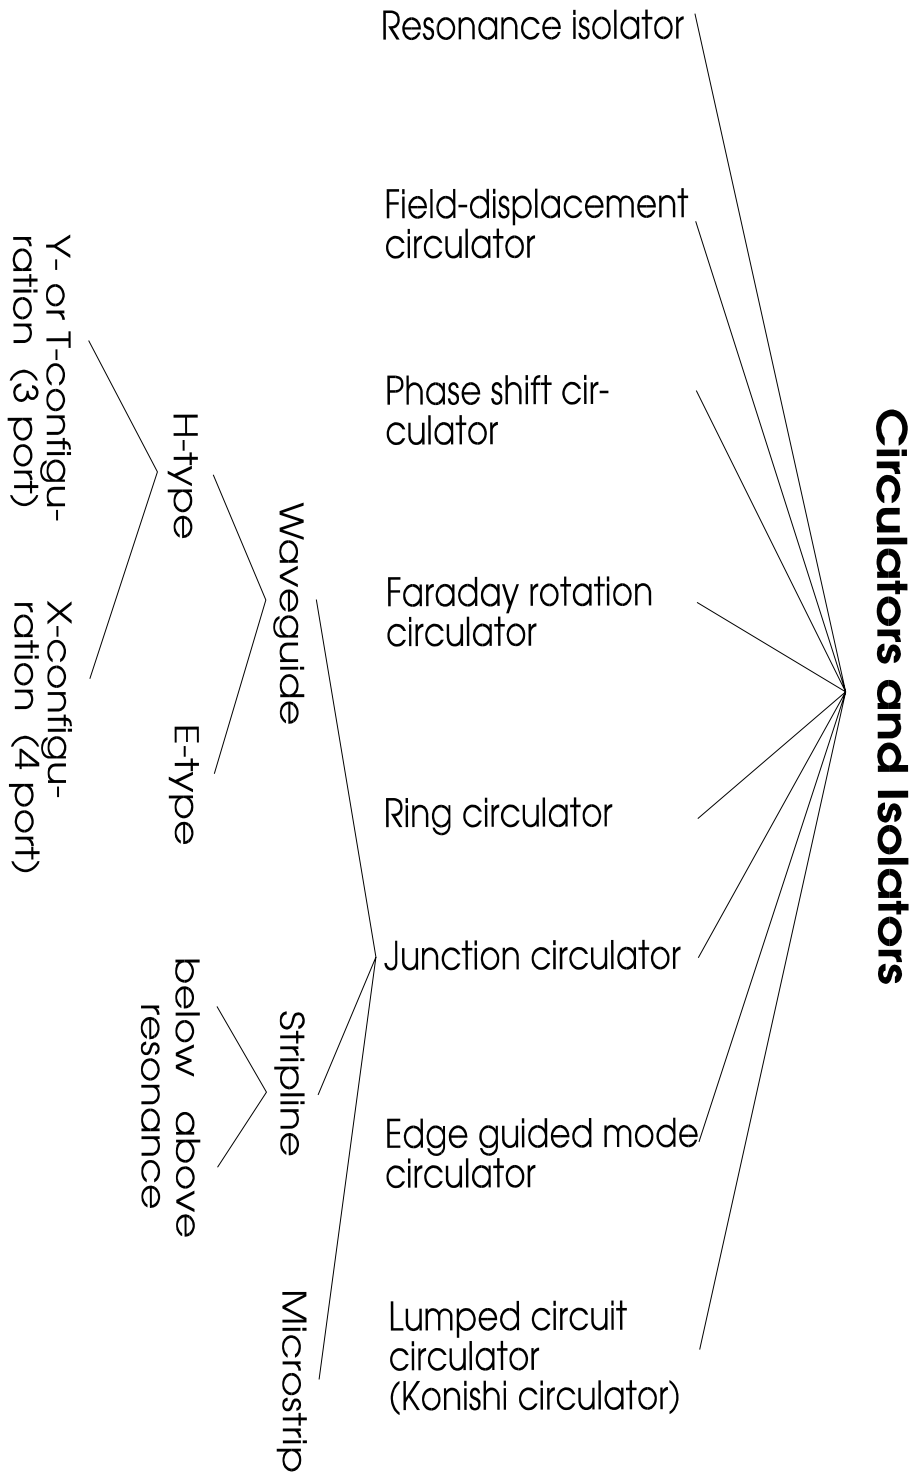 Circulators and Isolators
Resonance isolator
Field-displacement
circulator
Phase shift cir-
culator
Faraday rotation
circulator
Ring circulator
Junction circulator
Edge guided mode
circulator
Lumped circuit
circulator
(Konishi circulator)
Waveguide
Stripline
Microstrip
H-type
E-type
below above
resonance
Y- or T-configu-
ration (3 port)
X-configu-
ration (4 port)